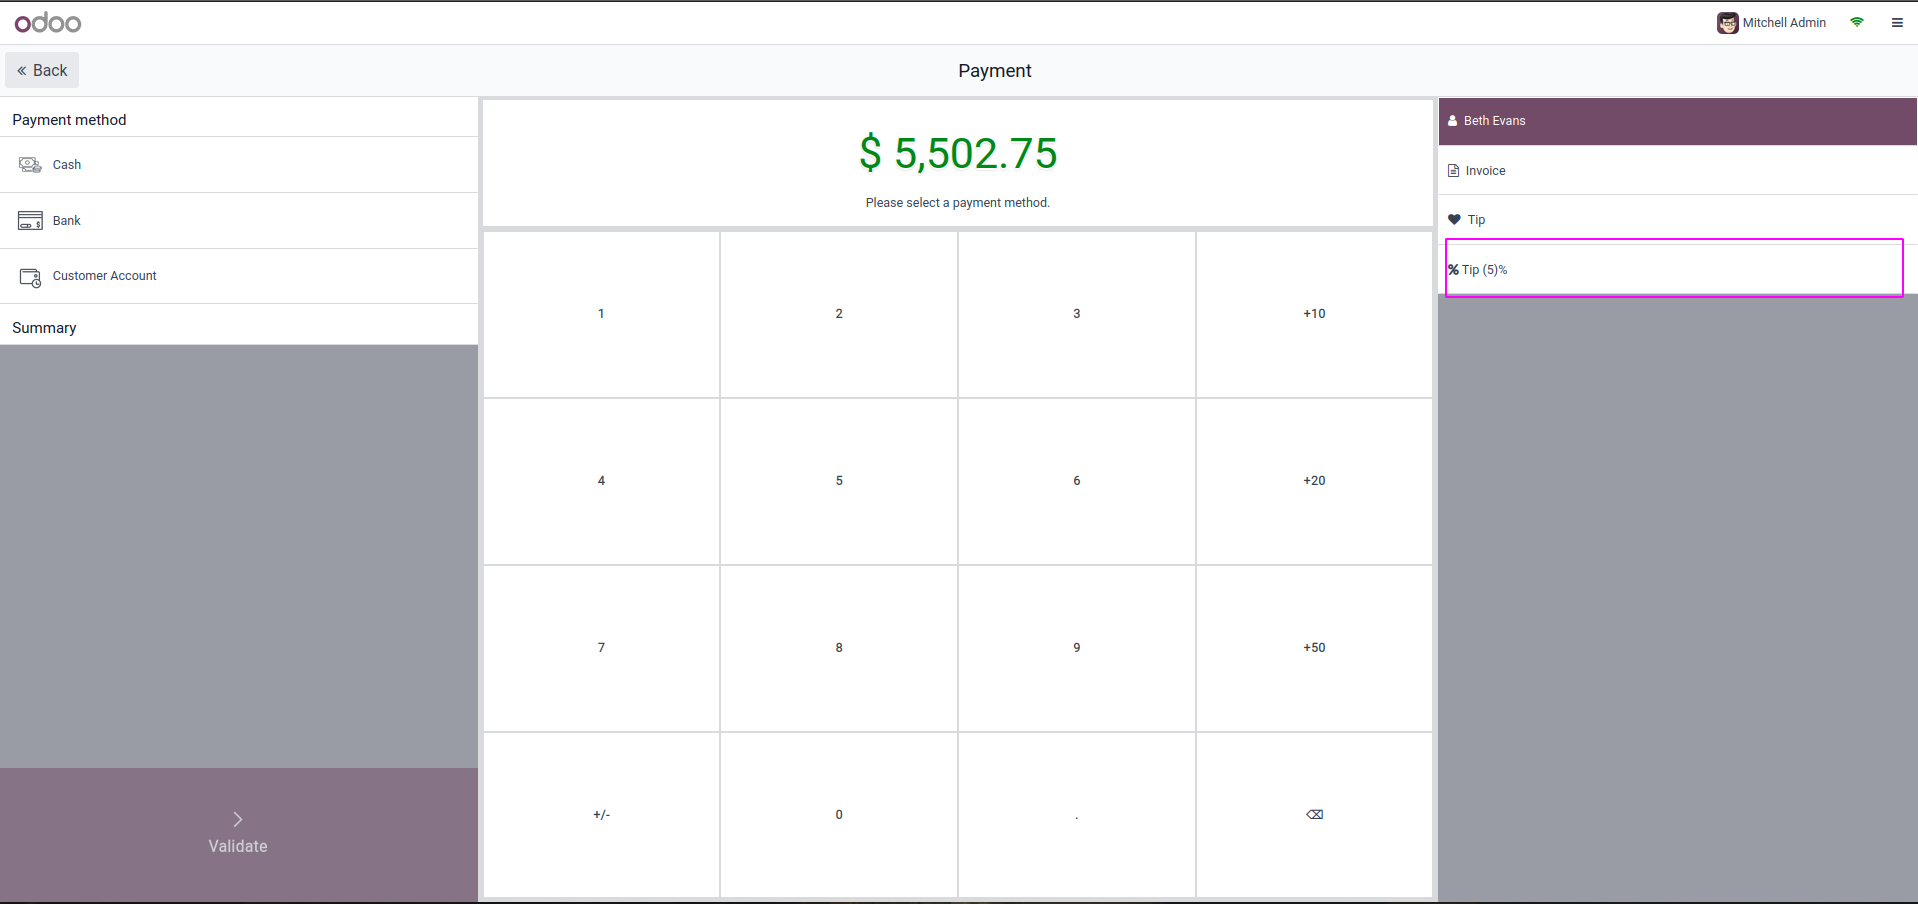 odoo
Mitchell Admin
« Back
Payment
Payment method
Cash
Bank
Customer Account
Summary
Validate
$ 5,502.75
Please select a payment method.
1 2 3 +10
4 5 6 +20
7 8 9 +50
+/- 0 . ⌫
Beth Evans
Invoice
Tip
% Tip (5)%